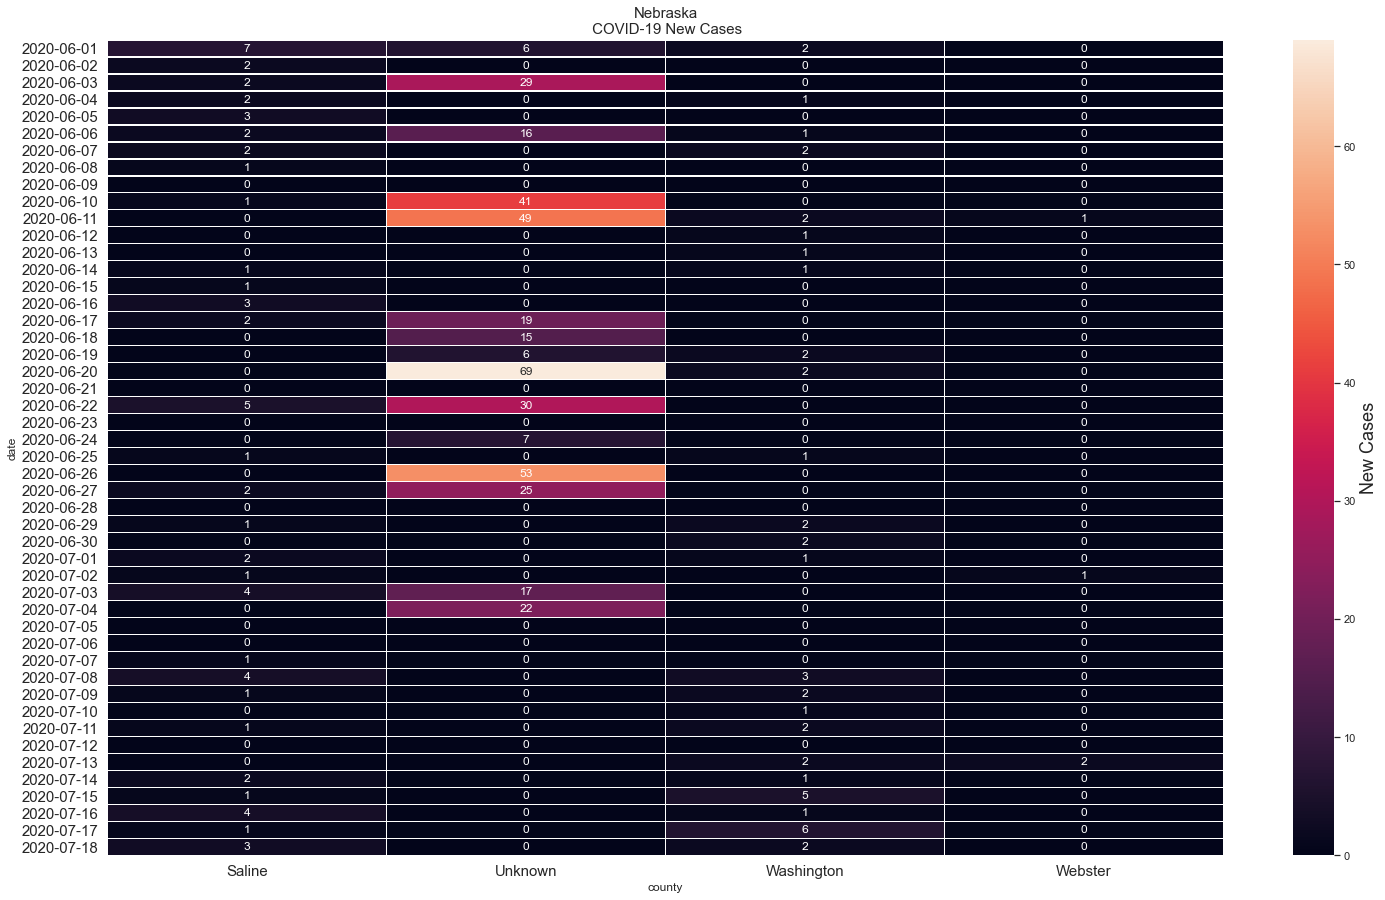 Nebraska
COVID-19 New Cases
2020-06-01 7 6 2 0
2020-06-02 2 0 0 0
2020-06-03 2 29 0 0
2020-06-04 2 0 1 0
2020-06-05 3 0 0 0
2020-06-06 2 16 1 0
2020-06-07 2 0 2 0
2020-06-08 1 0 0 0
2020-06-09 0 0 0 0
2020-06-10 1 41 0 0
2020-06-11 0 49 2 1
2020-06-12 0 0 1 0
2020-06-13 0 0 1 0
2020-06-14 1 0 1 0
2020-06-15 1 0 0 0
2020-06-16 3 0 0 0
2020-06-17 2 19 0 0
2020-06-18 0 15 0 0
2020-06-19 0 6 2 0
2020-06-20 0 69 2 0
2020-06-21 0 0 0 0
2020-06-22 5 30 0 0
2020-06-23 0 0 0 0
2020-06-24 0 7 0 0
2020-06-25 1 0 1 0
2020-06-26 0 53 0 0
2020-06-27 2 25 0 0
2020-06-28 0 0 0 0
2020-06-29 1 0 2 0
2020-06-30 0 0 2 0
2020-07-01 2 0 1 0
2020-07-02 1 0 0 1
2020-07-03 4 17 0 0
2020-07-04 0 22 0 0
2020-07-05 0 0 0 0
2020-07-06 0 0 0 0
2020-07-07 1 0 0 0
2020-07-08 4 0 3 0
2020-07-09 1 0 2 0
2020-07-10 0 0 1 0
2020-07-11 1 0 2 0
2020-07-12 0 0 0 0
2020-07-13 0 0 2 2
2020-07-14 2 0 1 0
2020-07-15 1 0 5 0
2020-07-16 4 0 1 0
2020-07-17 1 0 6 0
2020-07-18 3 0 2 0
Saline Unknown Washington Webster
county
date
60
50
40
30
20
10
0
New Cases